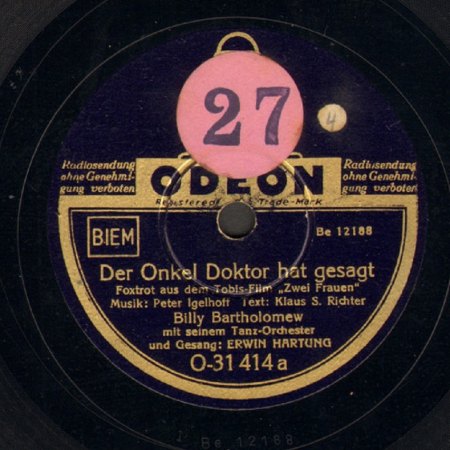 27
4
Radiosendung
ohne Genehmi-
gung verboten
Radiosendung
ohne Genehmi-
gung verboten
ODEON
Registered Trade-Mark
BIEM
Be 12188
Der Onkel Doktor hat gesagt
Foxtrot aus dem Tobis-Film „Zwei Frauen“
Musik: Peter Igelhoff Text: Klaus S. Richter
Billy Bartholomew
mit seinem Tanz-Orchester
und Gesang: ERWIN HARTUNG
O-31 414 a
Be 12188